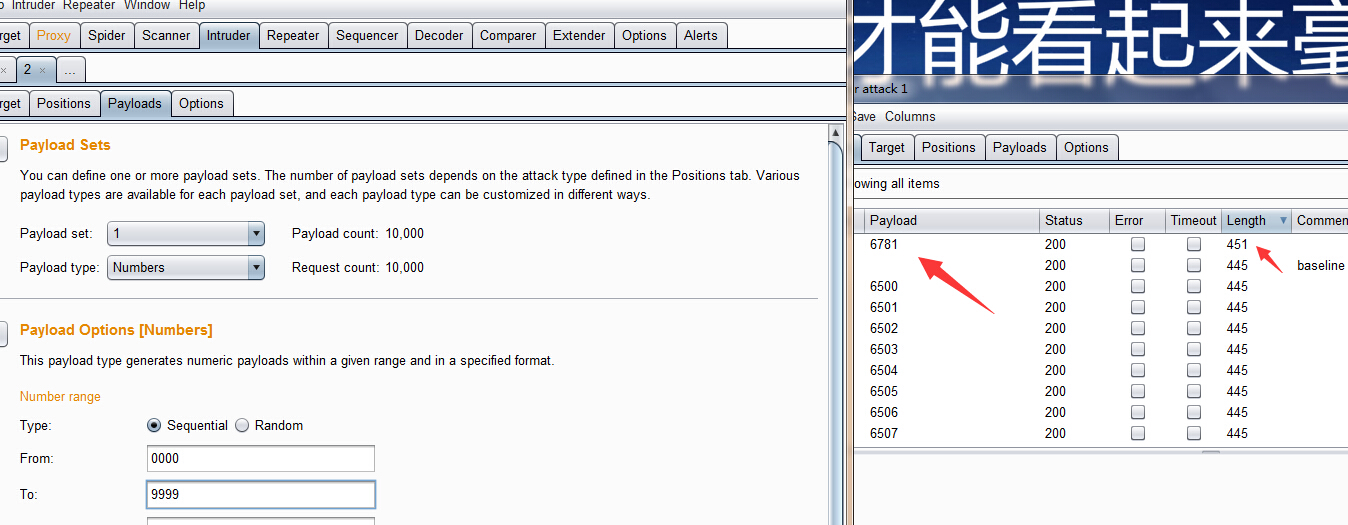 Intruder Repeater Window Help
Proxy Spider Scanner Intruder Repeater Sequencer Decoder Comparer Extender Options Alerts
2 ...
Positions Payloads Options
Payload Sets
You can define one or more payload sets. The number of payload sets depends on the attack type defined in the Positions tab. Various
payload types are available for each payload set, and each payload type can be customized in different ways.
Payload set: 1 Payload count: 10,000
Payload type: Numbers Request count: 10,000
Payload Options [Numbers]
This payload type generates numeric payloads within a given range and in a specified format.
Number range
Type: Sequential Random
From: 0000
To: 9999
才能看起来毫
r attack 1
Save Columns
Target Positions Payloads Options
owing all items
Payload Status Error Timeout Length Commen
6781 200 451
200 445 baseline
6500 200 445
6501 200 445
6502 200 445
6503 200 445
6504 200 445
6505 200 445
6506 200 445
6507 200 445